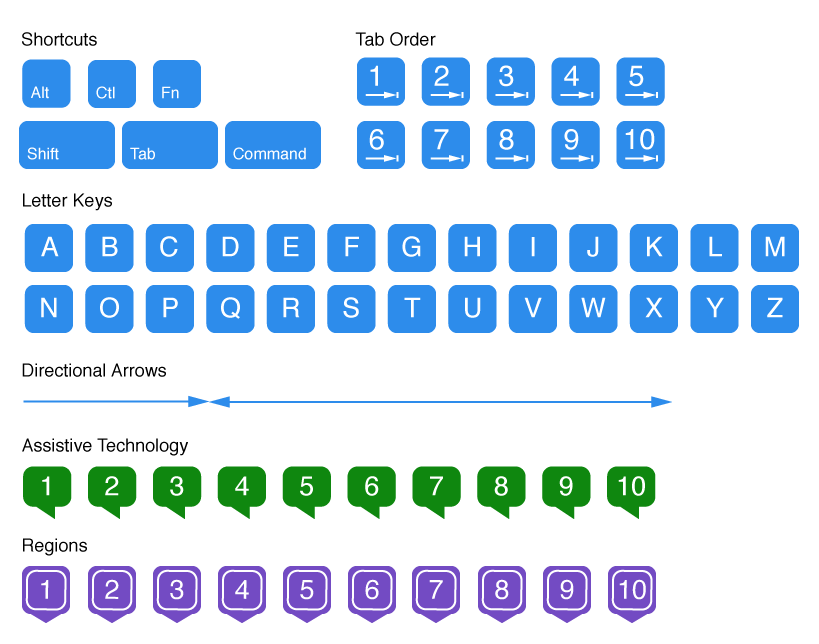 Shortcuts
Alt Ctl Fn
Shift Tab Command
Tab Order
1 2 3 4 5
6 7 8 9 10
Letter Keys
A B C D E F G H I J K L M
N O P Q R S T U V W X Y Z
Directional Arrows
Assistive Technology
1 2 3 4 5 6 7 8 9 10
Regions
1 2 3 4 5 6 7 8 9 10